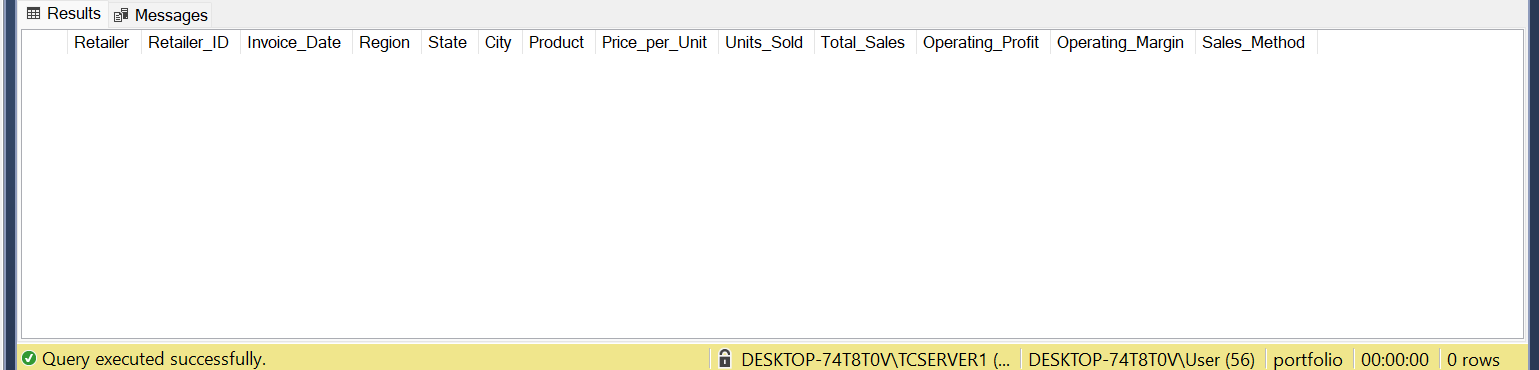 Results Messages
Retailer Retailer_ID Invoice_Date Region State City Product Price_per_Unit Units_Sold Total_Sales Operating_Profit Operating_Margin Sales_Method
Query executed successfully. DESKTOP-74T8T0V\TCSERVER1 (... DESKTOP-74T8T0V\User (56) portfolio 00:00:00 0 rows